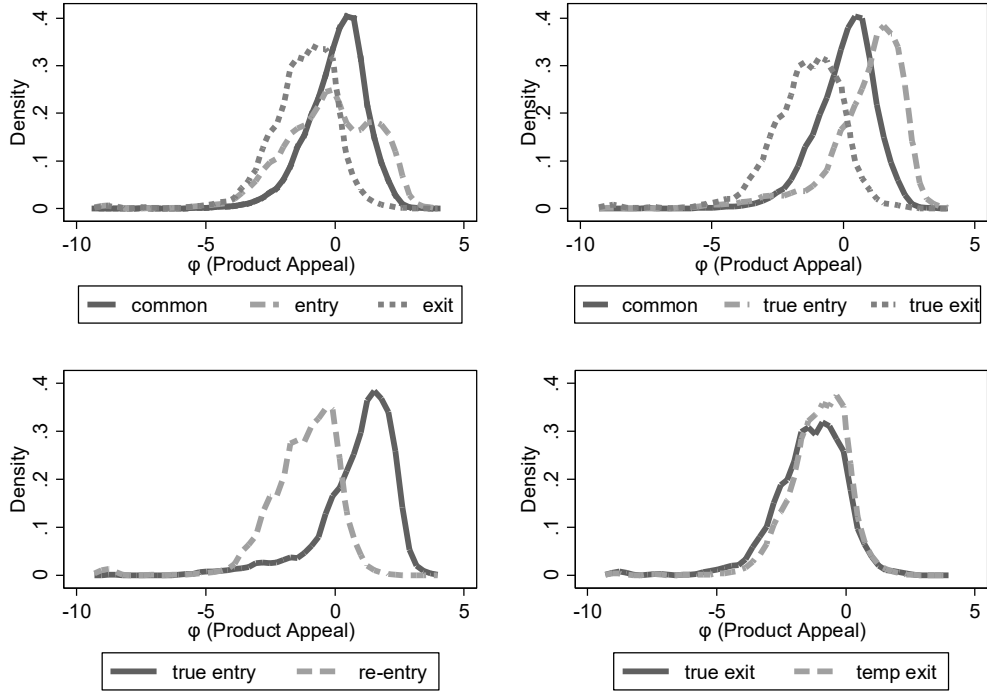 Density
.4
.3
.2
.1
0
-10 -5 0 5
φ (Product Appeal)
common entry exit
Density
.4
.3
.2
.1
0
-10 -5 0 5
φ (Product Appeal)
common true entry true exit
Density
.4
.3
.2
.1
0
-10 -5 0 5
φ (Product Appeal)
true entry re-entry
Density
.4
.3
.2
.1
0
-10 -5 0 5
φ (Product Appeal)
true exit temp exit